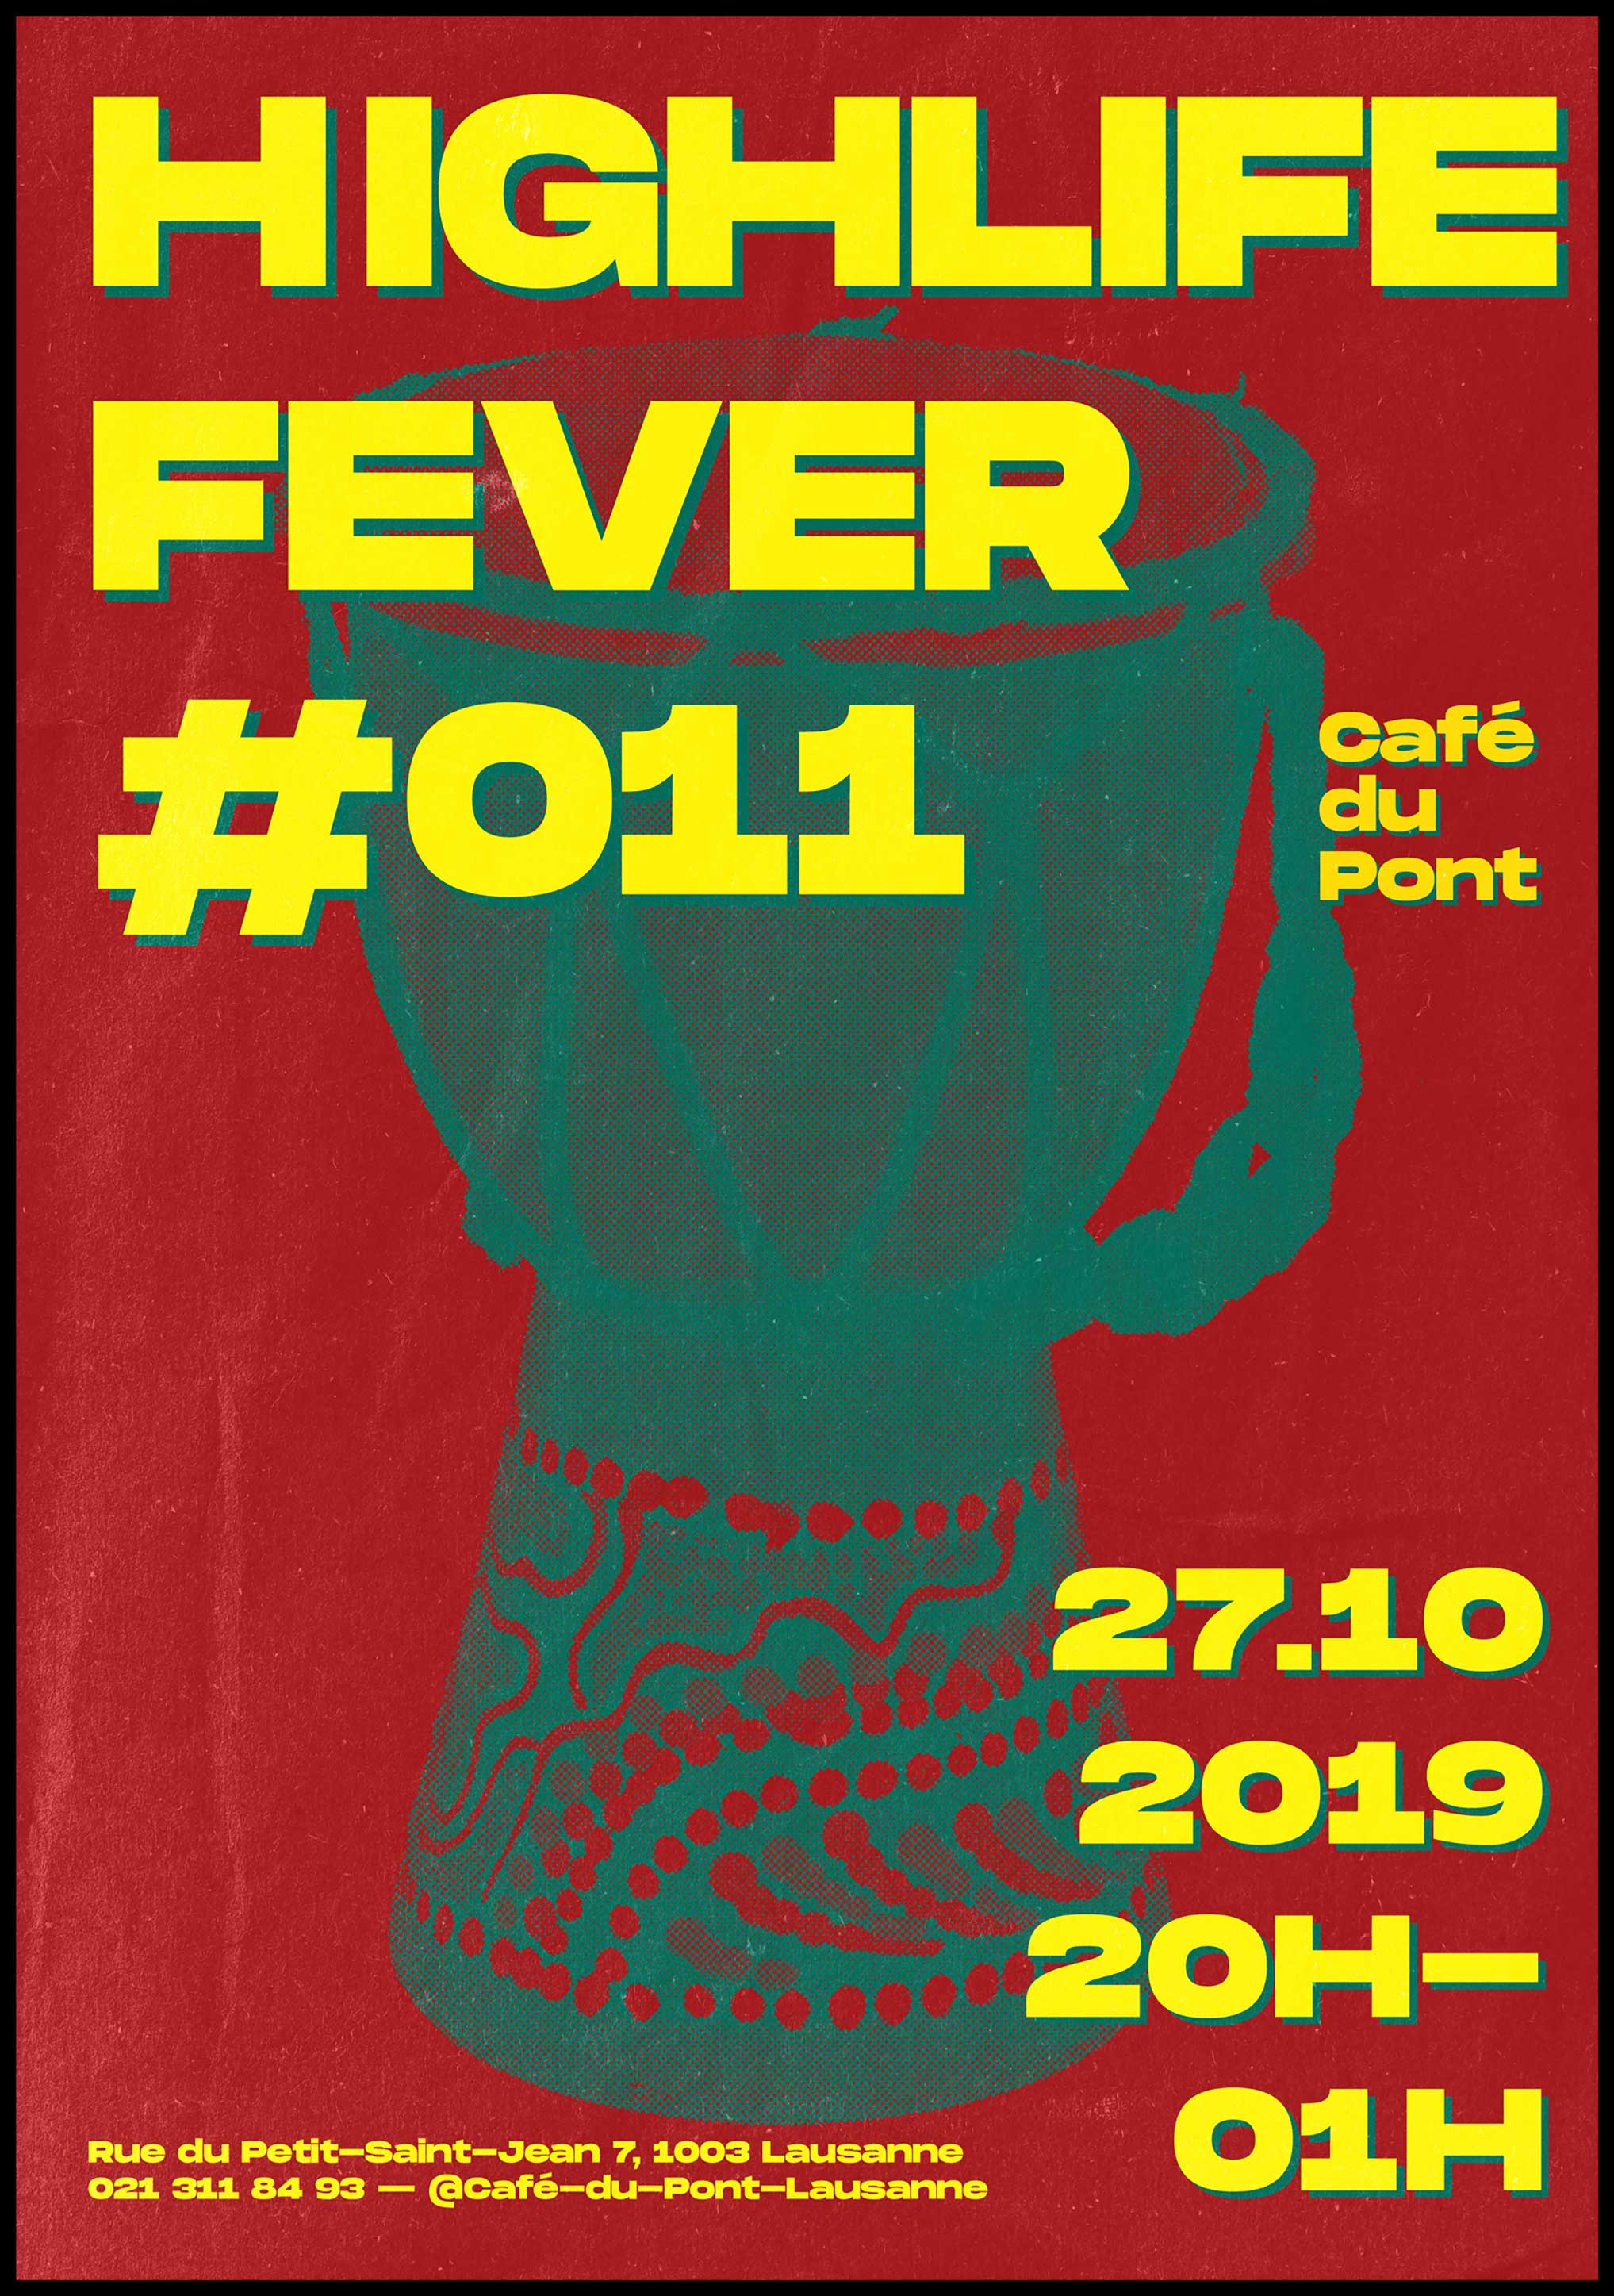 HIGHLIFE
FEVER
#011
Café
du
Pont
27.10
2019
20H—
01H
Rue du Petit—Saint—Jean 7, 1003 Lausanne
021 311 84 93 — @Café—du—Pont—Lausanne